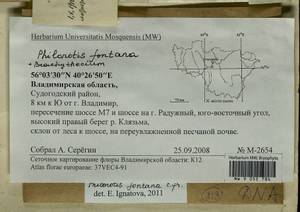 Herbarium Universitatis Mosquensis (MW)
Philonotis fontana
+ Brachythecium
56°03'30"N 40°26'50"E
Владимирская область,
Судогодский район,
8 км к Ю от г. Владимир,
пересечение шоссе М7 и шоссе на г. Радужный, юго-восточный угол,
высокий правый берег р. Клязьма,
склон от леса к шоссе, на переувлажненной песчаной почве.
Собрал А. Серёгин 25.09.2008 № М-2654
Сеточное картирование флоры Владимирской области: К12
Atlas florae europaeae: 37VEC4-91
Herbarium MW Bryophyta
Philonotis fontana c.fr.
det. E. Ignatova, 2011